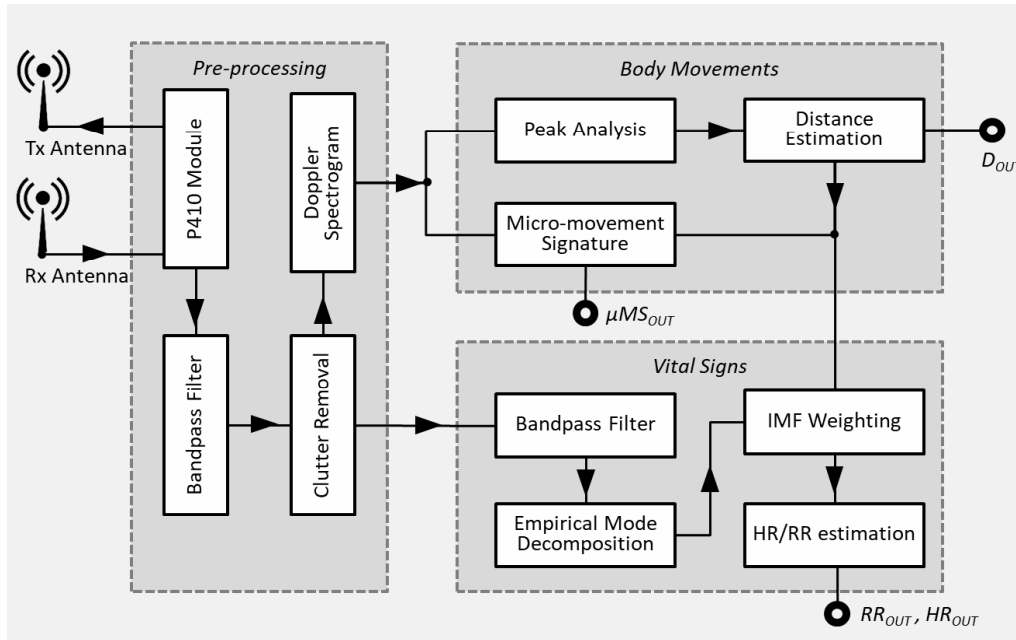 Pre-processing
Body Movements
Tx Antenna
Rx Antenna
P410 Module
Doppler
Spectrogram
Bandpass Filter
Clutter Removal
Peak Analysis
Distance
Estimation
D_OUT
Micro-movement
Signature
μMS_OUT
Vital Signs
Bandpass Filter
IMF Weighting
Empirical Mode
Decomposition
HR/RR estimation
RR_OUT , HR_OUT